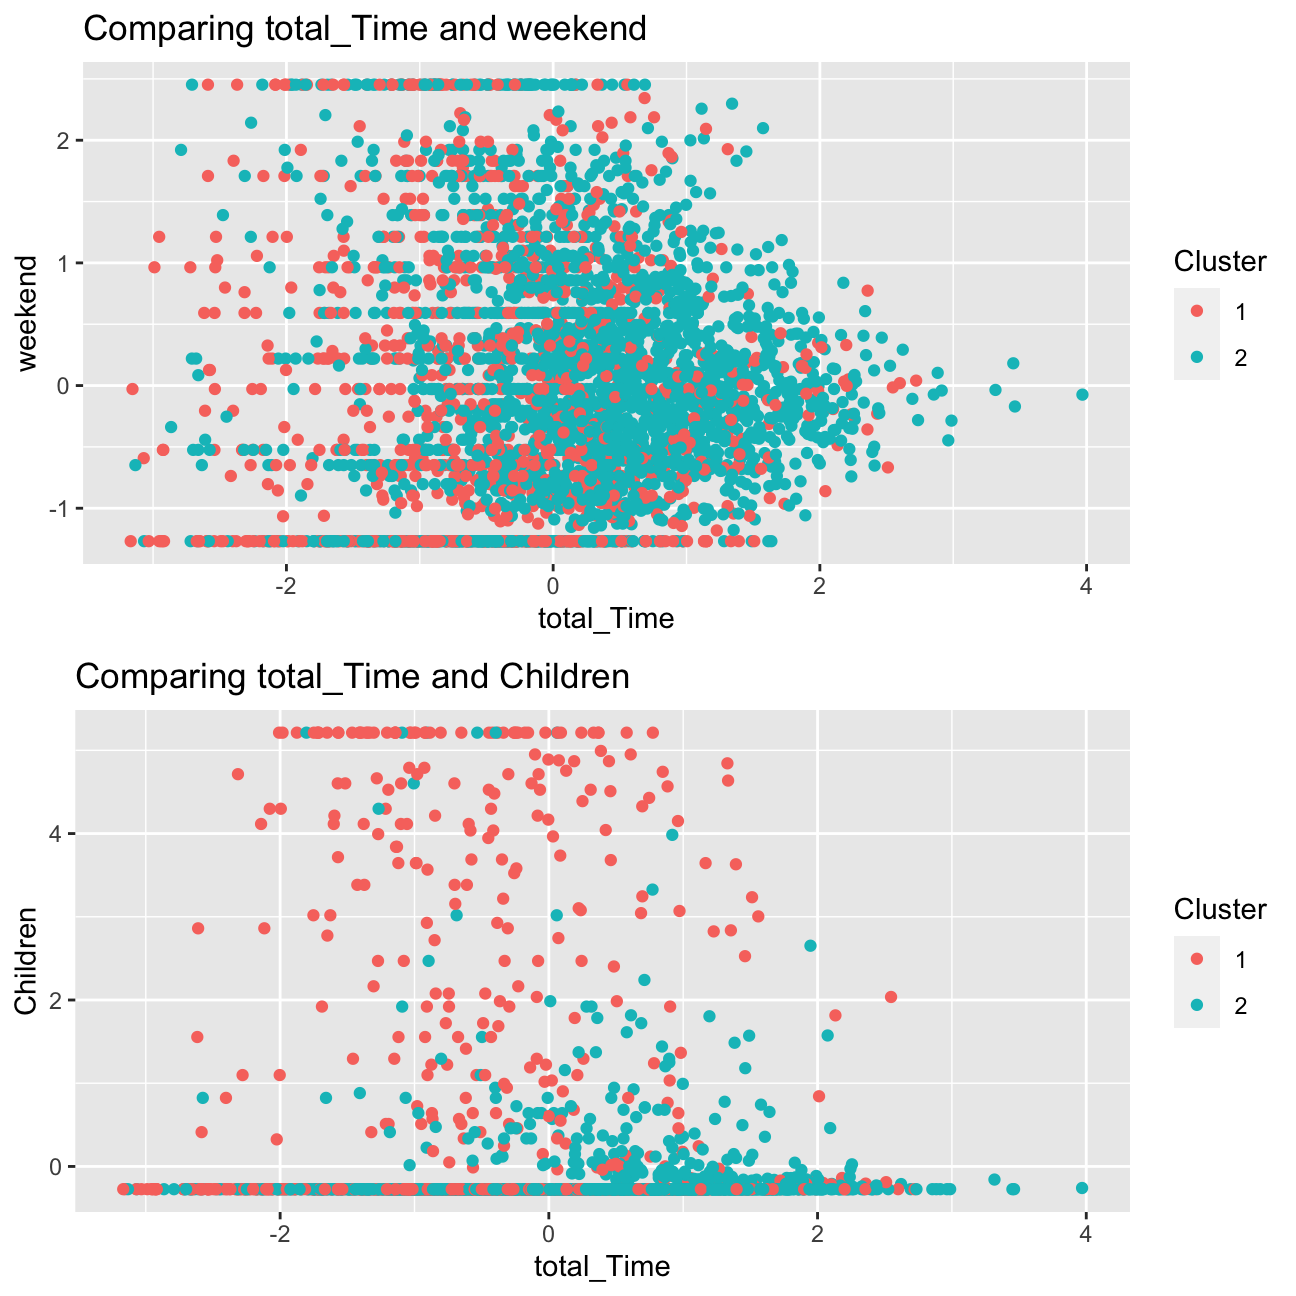 Comparing total_Time and weekend
2
1
0
-1
weekend
-2
0
2
4
total_Time
Cluster
1
2
Comparing total_Time and Children
4
2
0
Children
-2
0
2
4
total_Time
Cluster
1
2